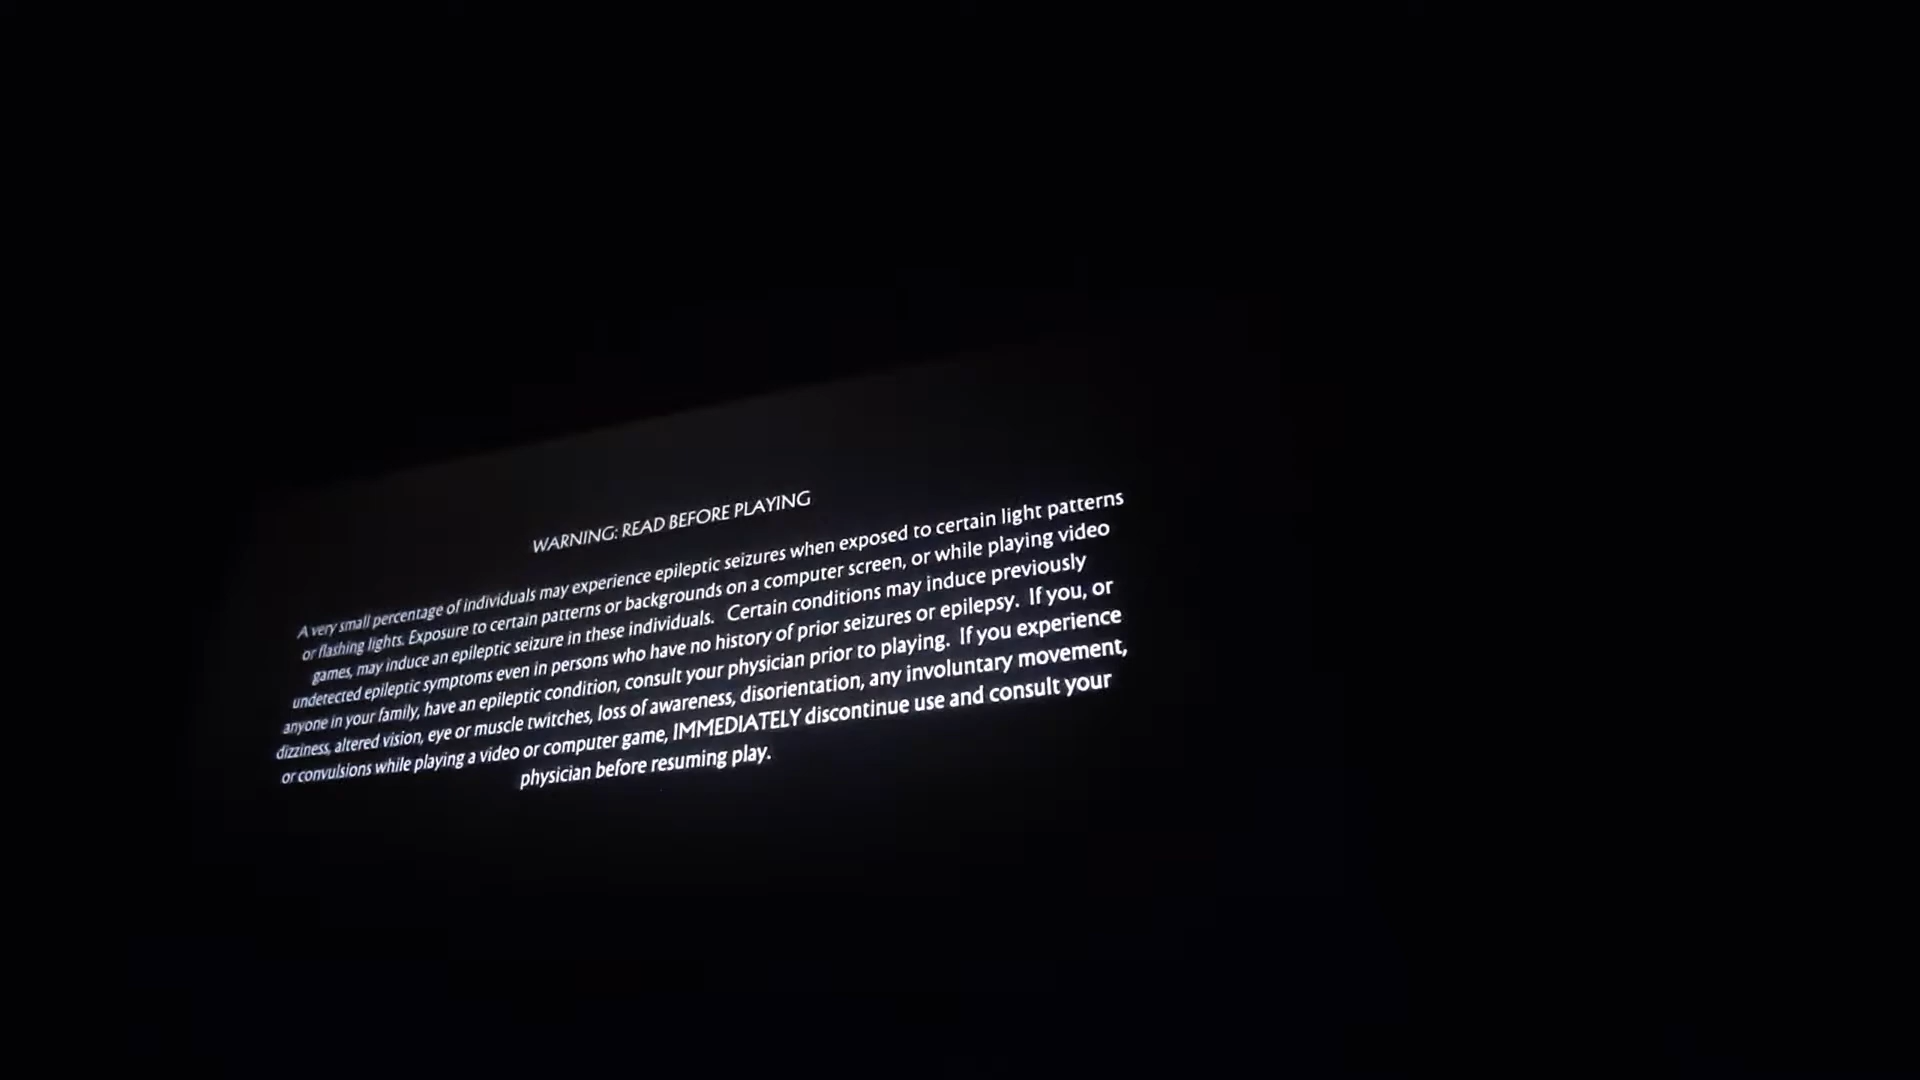 WARNING: READ BEFORE PLAYING
A very small percentage of individuals may experience epileptic seizures when exposed to certain light patterns
or flashing lights. Exposure to certain patterns or backgrounds on a computer screen, or while playing video
games, may induce an epileptic seizure in these individuals. Certain conditions may induce previously
undetected epileptic symptoms even in persons who have no history of prior seizures or epilepsy. If you, or
anyone in your family, have an epileptic condition, consult your physician prior to playing. If you experience
dizziness, altered vision, eye or muscle twitches, loss of awareness, disorientation, any involuntary movement,
or convulsions while playing a video or computer game, IMMEDIATELY discontinue use and consult your
physician before resuming play.